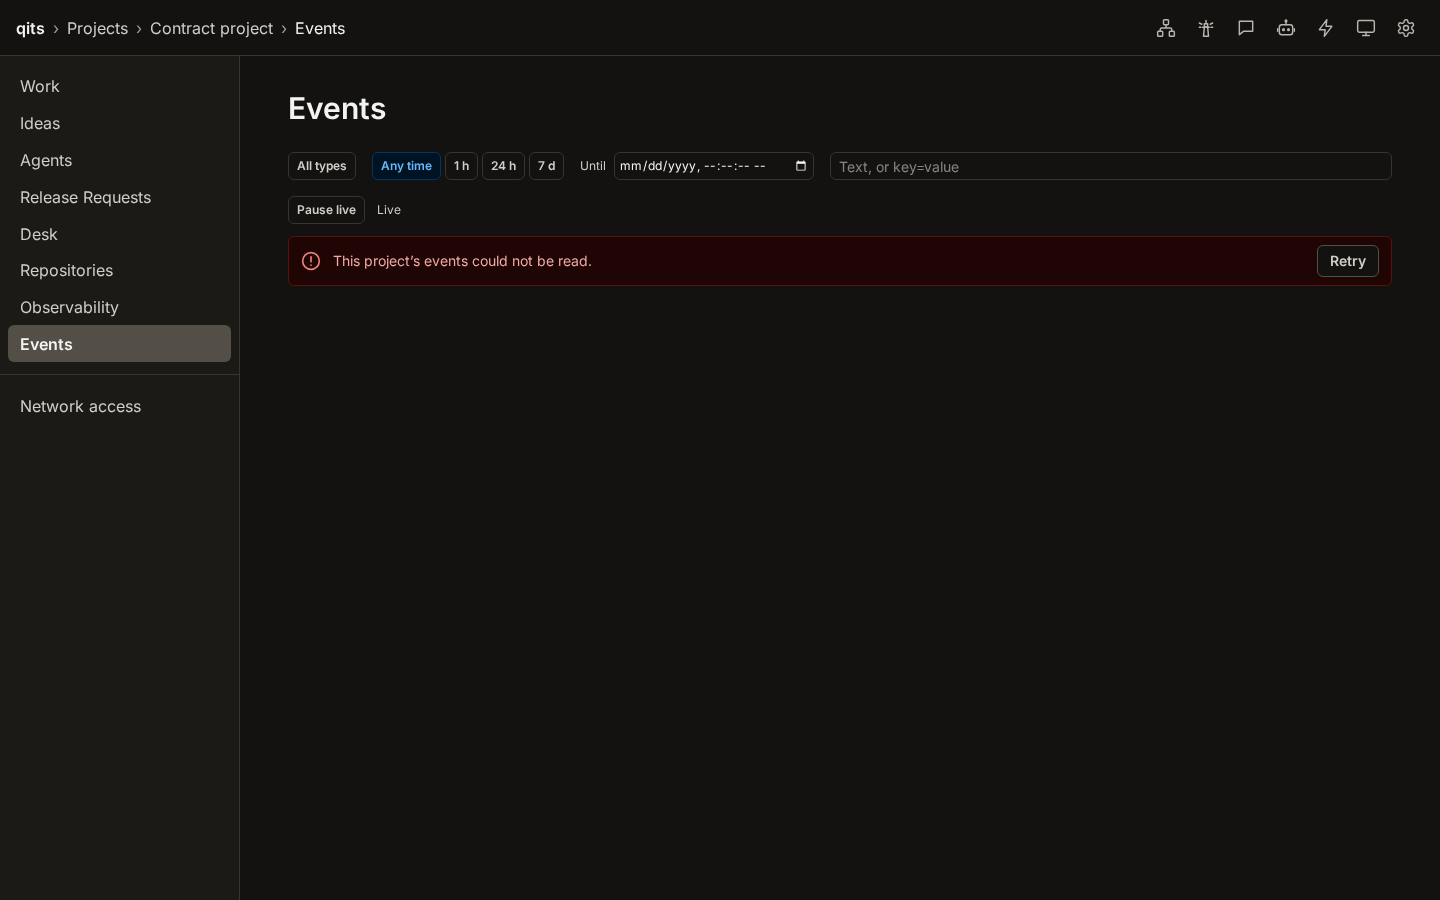 qits › Projects › Contract project › Events
Work
Ideas
Agents
Release Requests
Desk
Repositories
Observability
Events
Network access
Events
All types Any time 1 h 24 h 7 d Until mm/dd/yyyy, --:--:-- -- Text, or key=value
Pause live Live
This project’s events could not be read. Retry